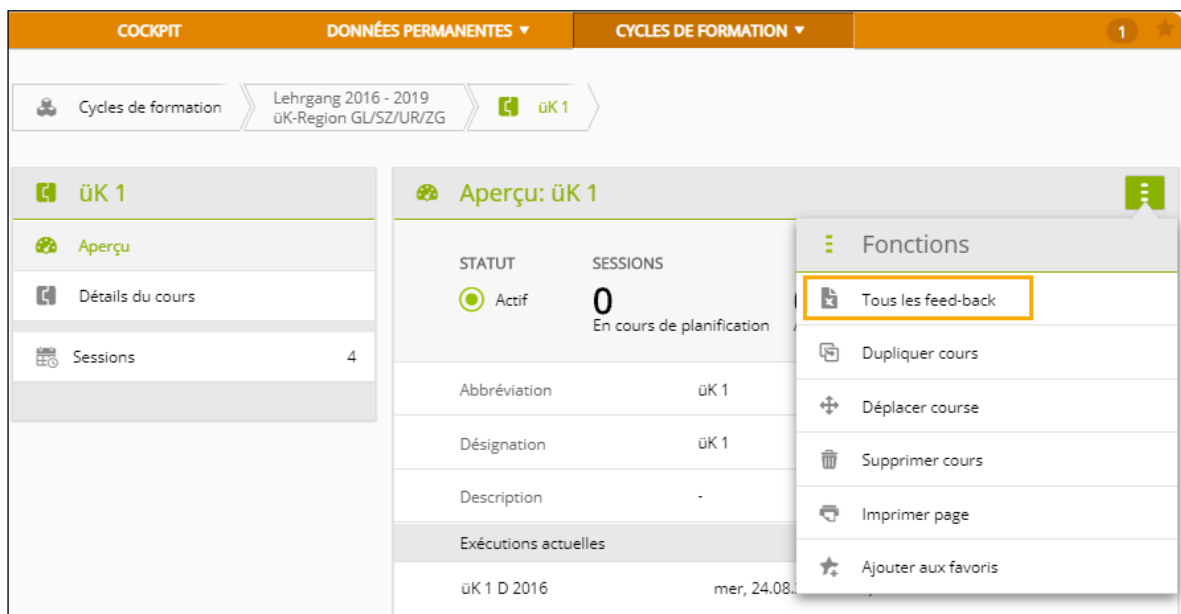 COCKPIT
DONNÉES PERMANENTES
CYCLES DE FORMATION
1
Cycles de formation
Lehrgang 2016 - 2019
üK-Region GL/SZ/UR/ZG
üK 1
üK 1
Aperçu
Détails du cours
Sessions 4
Aperçu: üK 1
STATUT SESSIONS
Actif 0
En cours de planification
Abbréviation üK 1
Désignation üK 1
Description -
Exécutions actuelles
üK 1 D 2016 mer, 24.08.
Fonctions
Tous les feed-back
Dupliquer cours
Déplacer course
Supprimer cours
Imprimer page
Ajouter aux favoris